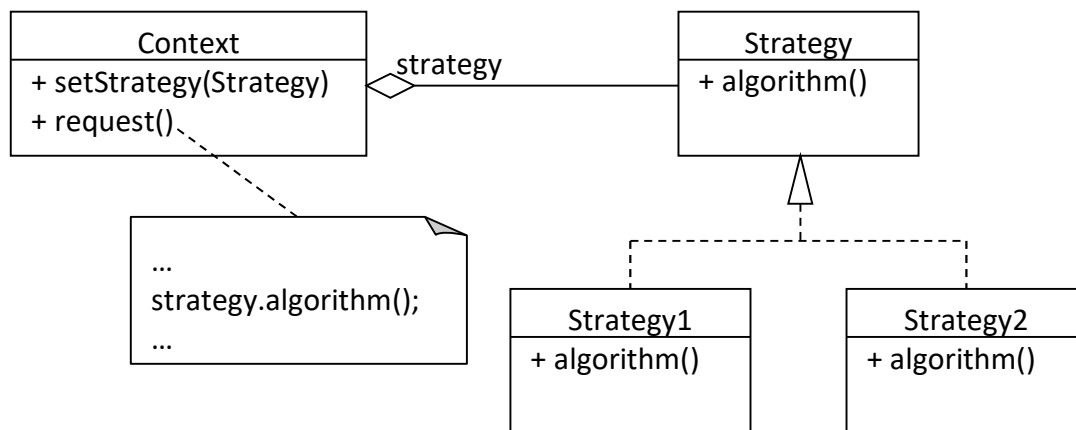 Context
+ setStrategy(Strategy)
+ request()
strategy
Strategy
+ algorithm()
...
strategy.algorithm();
...
Strategy1
+ algorithm()
Strategy2
+ algorithm()